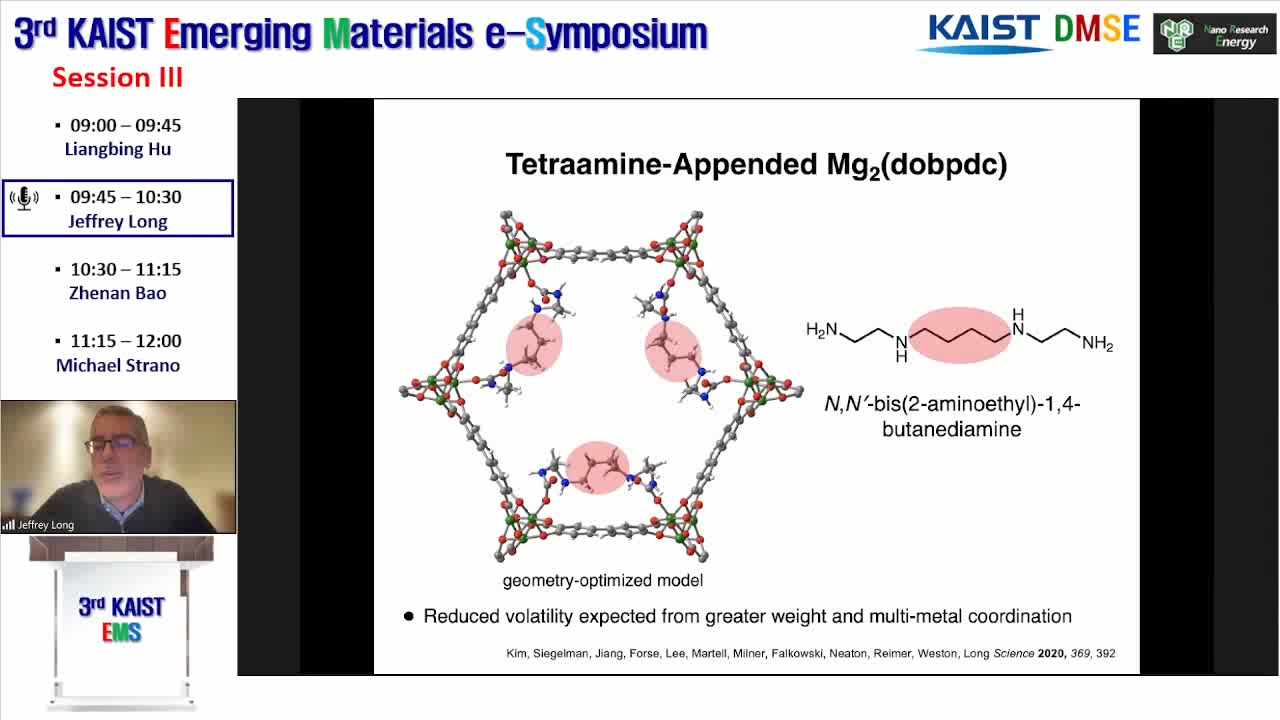 3rd KAIST Emerging Materials e-Symposium
KAIST DMSE
NRE Nano Research
Energy
Session III
▪ 09:00 – 09:45
Liangbing Hu
▪ 09:45 – 10:30
Jeffrey Long
▪ 10:30 – 11:15
Zhenan Bao
▪ 11:15 – 12:00
Michael Strano
Jeffrey Long
3rd KAIST
EMS
Tetraamine-Appended Mg2(dobpdc)
H2N
N
H
H
N
NH2
N,N′-bis(2-aminoethyl)-1,4-
butanediamine
geometry-optimized model
● Reduced volatility expected from greater weight and multi-metal coordination
Kim, Siegelman, Jiang, Forse, Lee, Martell, Milner, Falkowski, Neaton, Reimer, Weston, Long Science 2020, 369, 392